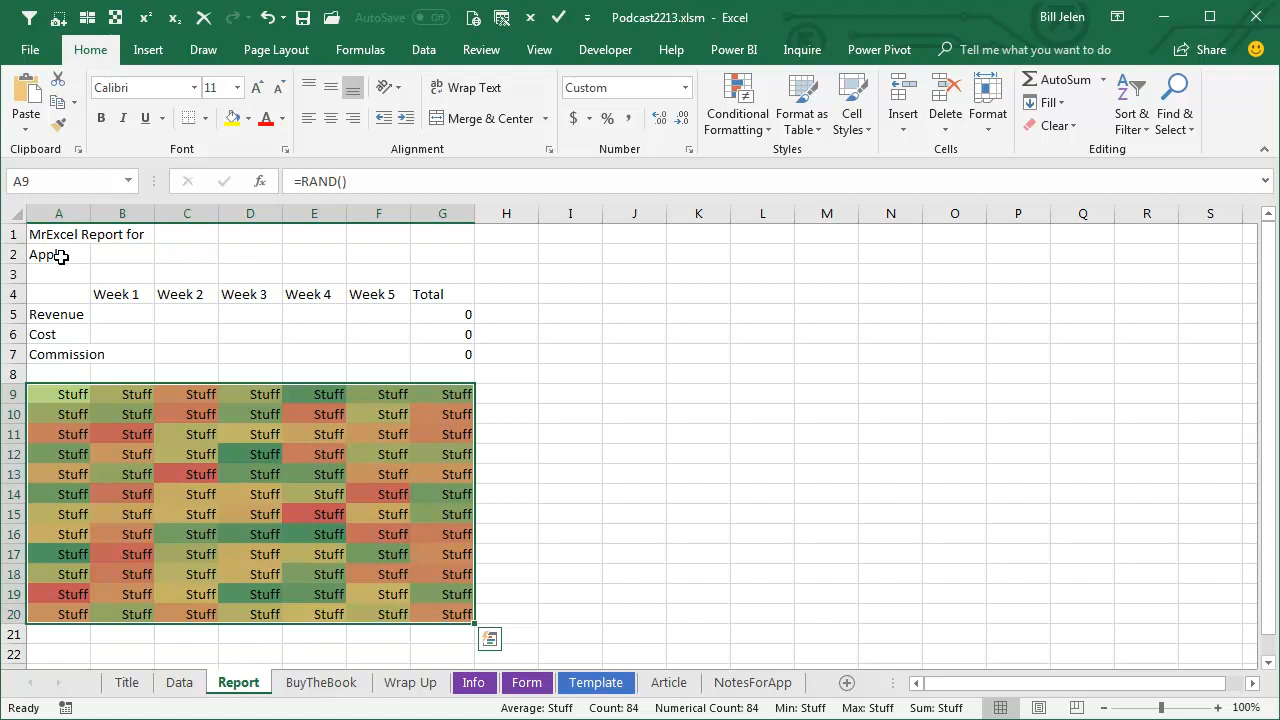 AutoSave Off Podcast2213.xlsm - Excel Bill Jelen
File Home Insert Draw Page Layout Formulas Data Review View Developer Help Power BI Inquire Power Pivot Tell me what you want to do Share
Paste
Clipboard
Calibri 11
B I U A
Font
Wrap Text
Merge & Center
Alignment
Custom
$ % ,
Number
Conditional Formatting
Format as Table
Cell Styles
Styles
Insert Delete Format
Cells
AutoSum
Fill
Clear
Sort & Filter
Find & Select
Editing
A9 fx =RAND()
A B C D E F G H I J K L M N O P Q R S
1 MrExcel Report for
2
3
4 Week 1 Week 2 Week 3 Week 4 Week 5 Total
5 Revenue 0
6 Cost 0
7 Commission 0
8
9 Stuff Stuff Stuff Stuff Stuff Stuff Stuff
10 Stuff Stuff Stuff Stuff Stuff Stuff Stuff
11 Stuff Stuff Stuff Stuff Stuff Stuff Stuff
12 Stuff Stuff Stuff Stuff Stuff Stuff Stuff
13 Stuff Stuff Stuff Stuff Stuff Stuff Stuff
14 Stuff Stuff Stuff Stuff Stuff Stuff Stuff
15 Stuff Stuff Stuff Stuff Stuff Stuff Stuff
16 Stuff Stuff Stuff Stuff Stuff Stuff Stuff
17 Stuff Stuff Stuff Stuff Stuff Stuff Stuff
18 Stuff Stuff Stuff Stuff Stuff Stuff Stuff
19 Stuff Stuff Stuff Stuff Stuff Stuff Stuff
20 Stuff Stuff Stuff Stuff Stuff Stuff Stuff
21
22
Title Data Report BuyTheBook Wrap Up Info Form Template Article NotesForApp
Ready Average: Stuff Count: 84 Numerical Count: 84 Min: Stuff Max: Stuff Sum: Stuff 100%